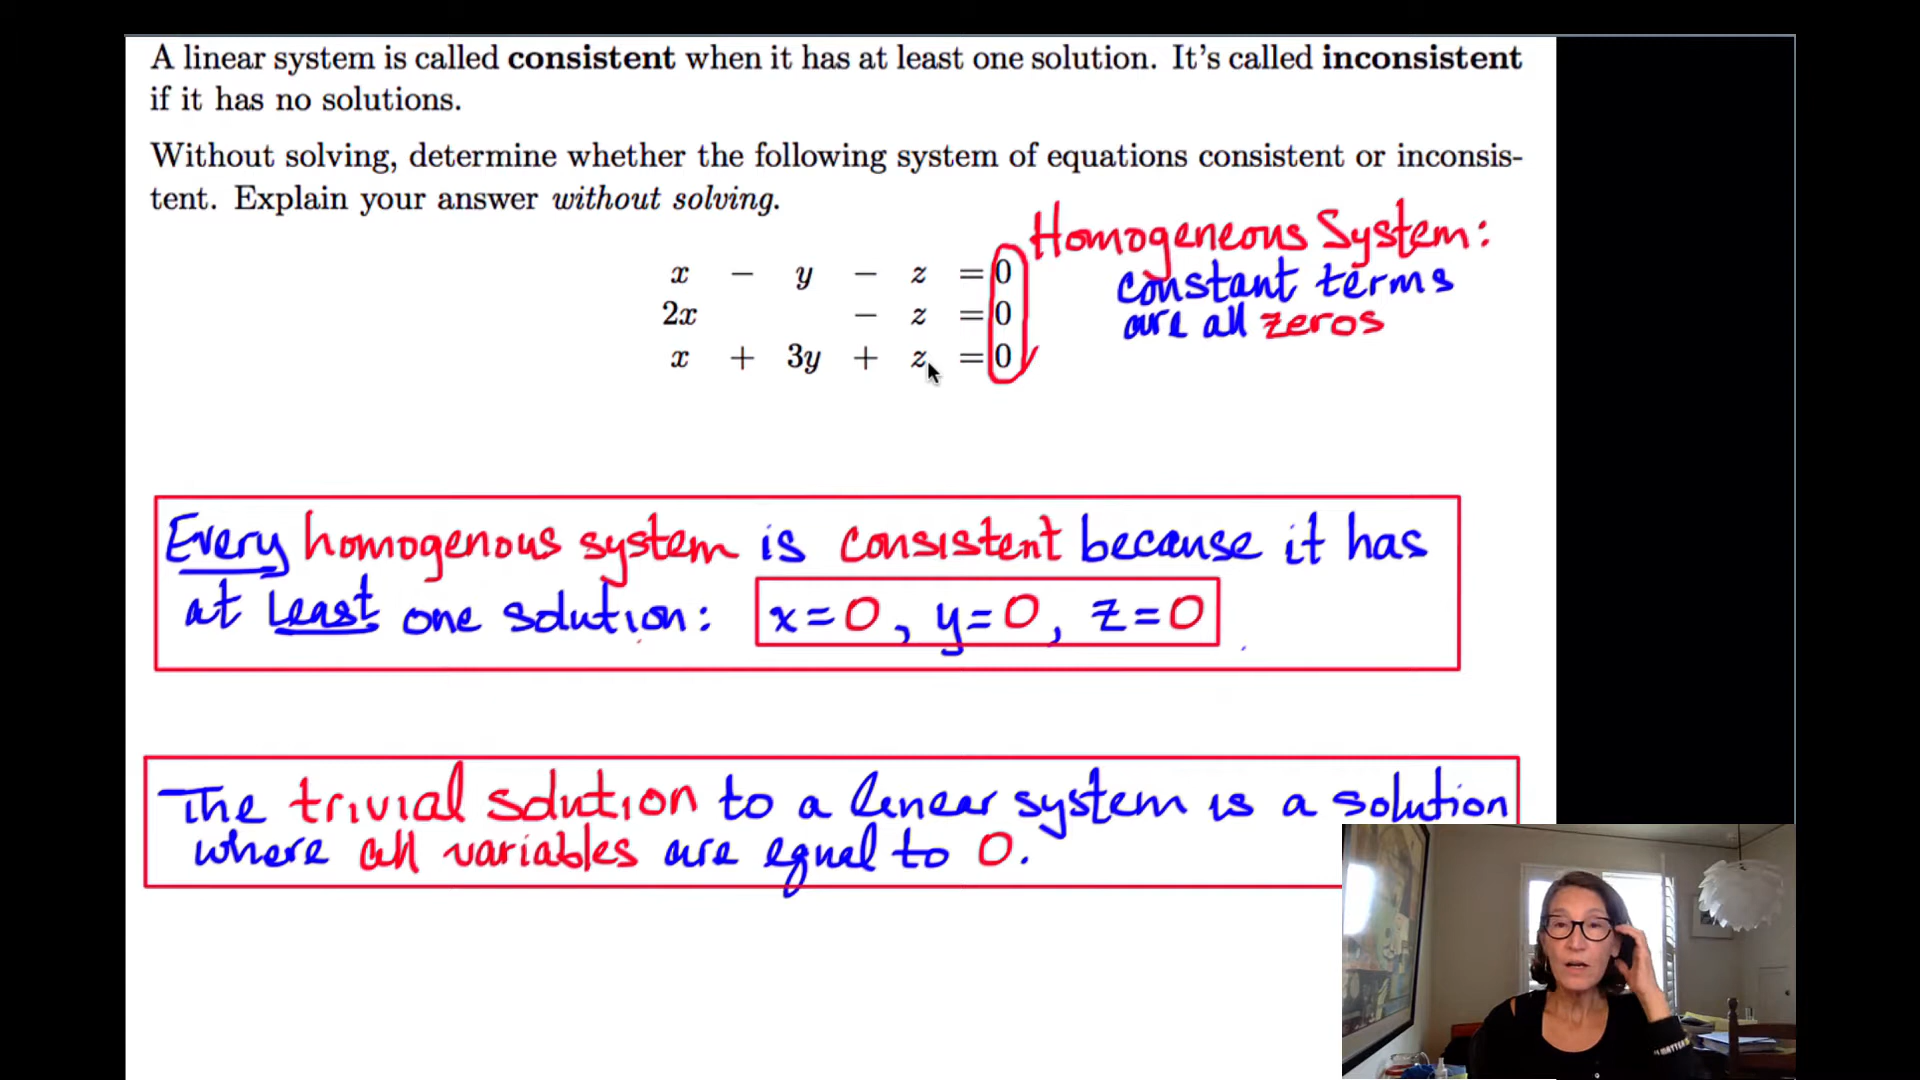 A linear system is called consistent when it has at least one solution. It's called inconsistent
if it has no solutions.
Without solving, determine whether the following system of equations consistent or inconsis-
tent. Explain your answer without solving.
Homogeneous System:
constant terms
are all zeros
x − y − z = 0
2x − z = 0
x + 3y + z = 0
Every homogenous system is consistent because it has
at least one solution: x = 0, y = 0, z = 0
The trivial solution to a linear system is a solution
where all variables are equal to 0.